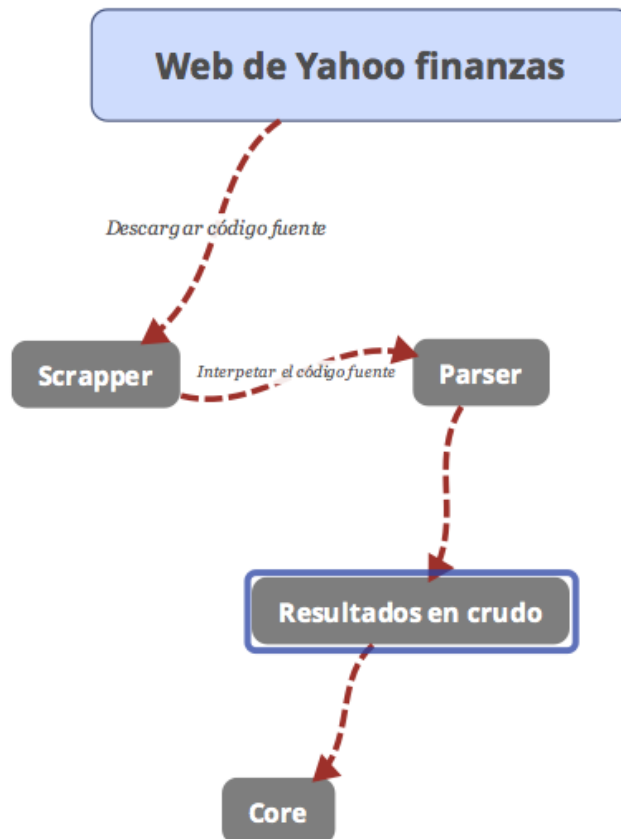 Web de Yahoo finanzas
Descargar código fuente
Scrapper
Interpetar el código fuente
Parser
Resultados en crudo
Core